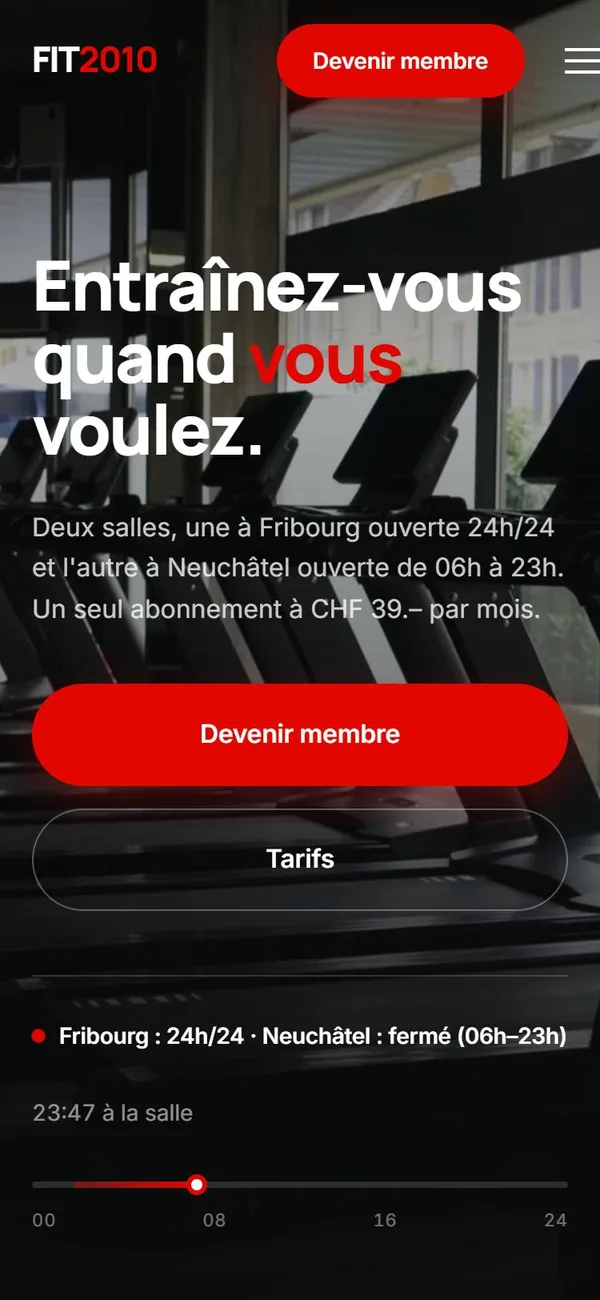 FIT2010
Devenir membre
Entraînez-vous
quand vous
voulez.
Deux salles, une à Fribourg ouverte 24h/24
et l'autre à Neuchâtel ouverte de 06h à 23h.
Un seul abonnement à CHF 39.– par mois.
Devenir membre
Tarifs
Fribourg : 24h/24 · Neuchâtel : fermé (06h–23h)
23:47 à la salle
00 08 16 24